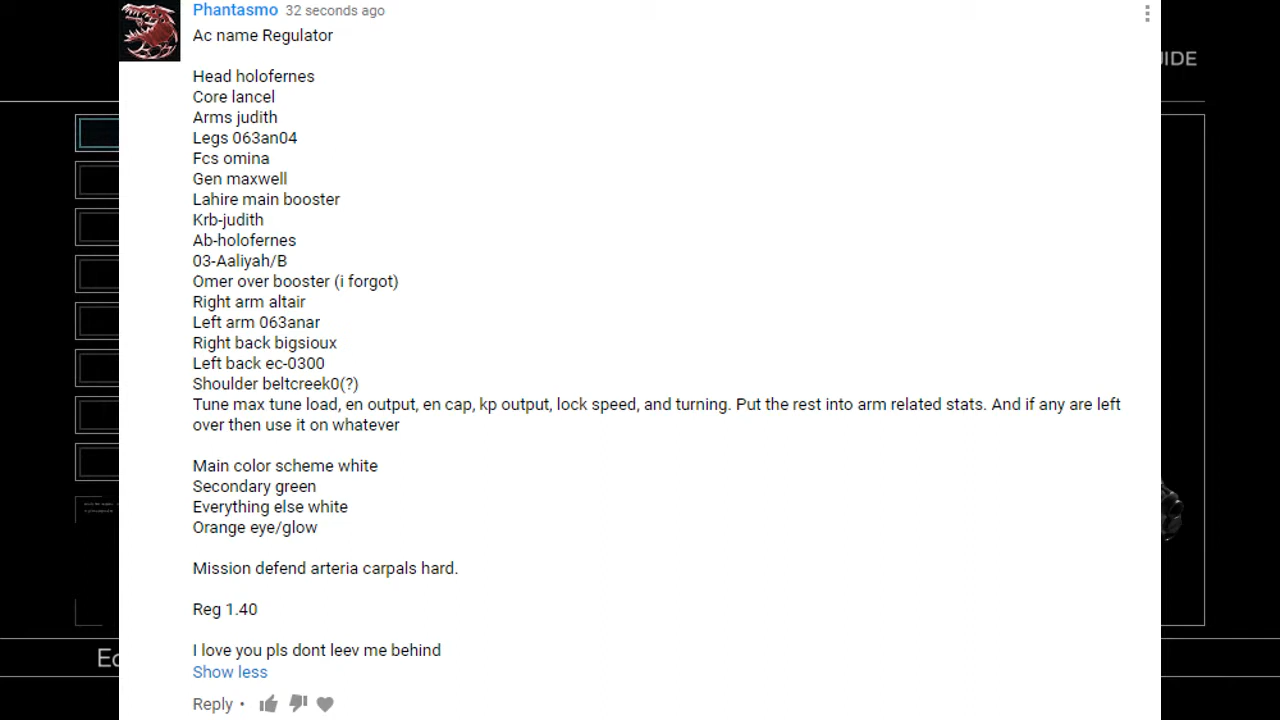 Phantasmo 32 seconds ago
Ac name Regulator
UIDE
Head holofernes
Core lancel
Arms judith
Legs 063an04
Fcs omina
Gen maxwell
Lahire main booster
Krb-judith
Ab-holofernes
03-Aaliyah/B
Omer over booster (i forgot)
Right arm altair
Left arm 063anar
Right back bigsioux
Left back ec-0300
Shoulder beltcreek0(?)
Tune max tune load, en output, en cap, kp output, lock speed, and turning. Put the rest into arm related stats. And if any are left
over then use it on whatever
Main color scheme white
Secondary green
Everything else white
Orange eye/glow
Mission defend arteria carpals hard.
Reg 1.40
I love you pls dont leev me behind
Ec
Show less
Reply •